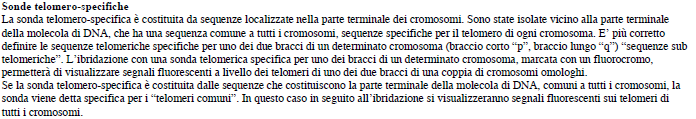 Sonde telomero-specifiche
La sonda telomero-specifica è costituita da sequenze localizzate nella parte terminale dei cromosomi. Sono state isolate vicino alla parte terminale
della molecola di DNA, che ha una sequenza comune a tutti i cromosomi, sequenze specifiche per il telomero di ogni cromosoma. E' più corretto
definire le sequenze telomeriche specifiche per uno dei due bracci di un determinato cromosoma (braccio corto “p”, braccio lungo “q”) “sequenze sub
telomeriche”. L'ibridazione con una sonda telomerica specifica per uno dei bracci di un determinato cromosoma, marcata con un fluorocromo,
permetterà di visualizzare segnali fluorescenti a livello dei telomeri di uno dei due bracci di una coppia di cromosomi omologhi.
Se la sonda telomero-specifica è costituita dalle sequenze che costituiscono la parte terminale della molecola di DNA, comuni a tutti i cromosomi, la
sonda viene detta specifica per i “telomeri comuni”. In questo caso in seguito all'ibridizazione si visualizzeranno segnali fluorescenti sui telomeri di
tutti i cromosomi.